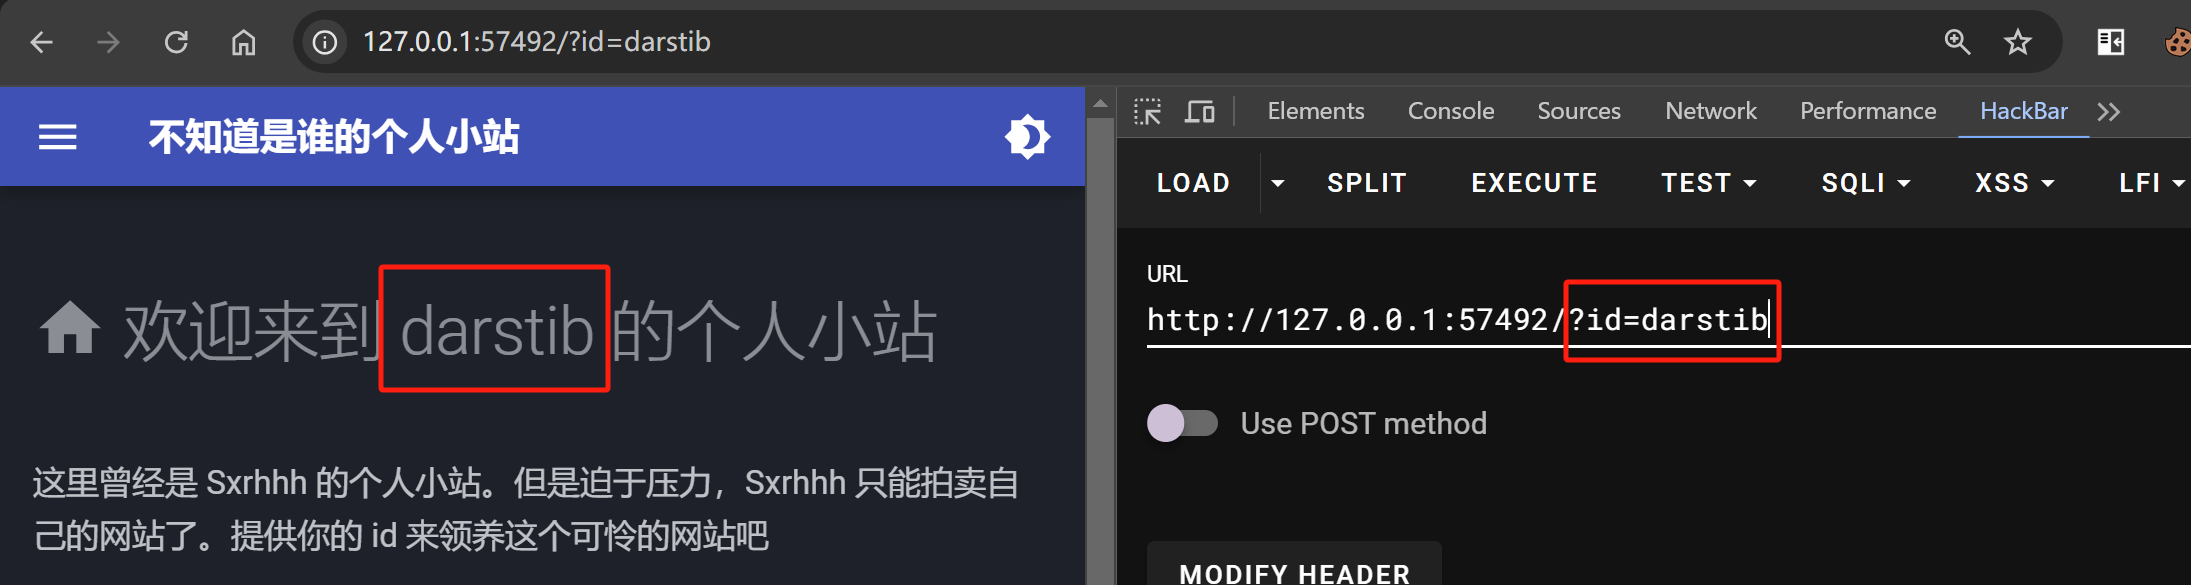 127.0.0.1:57492/?id=darstib
不知道是谁的个人小站
欢迎来到 darstib 的个人小站
这里曾经是 Sxrhhh 的个人小站。但是迫于压力，Sxrhhh 只能拍卖自
己的网站了。提供你的 id 来领养这个可怜的网站吧
Elements Console Sources Network Performance HackBar
LOAD SPLIT EXECUTE TEST SQLI XSS LFI
URL
http://127.0.0.1:57492/?id=darstib
Use POST method
MODIFY HEADER